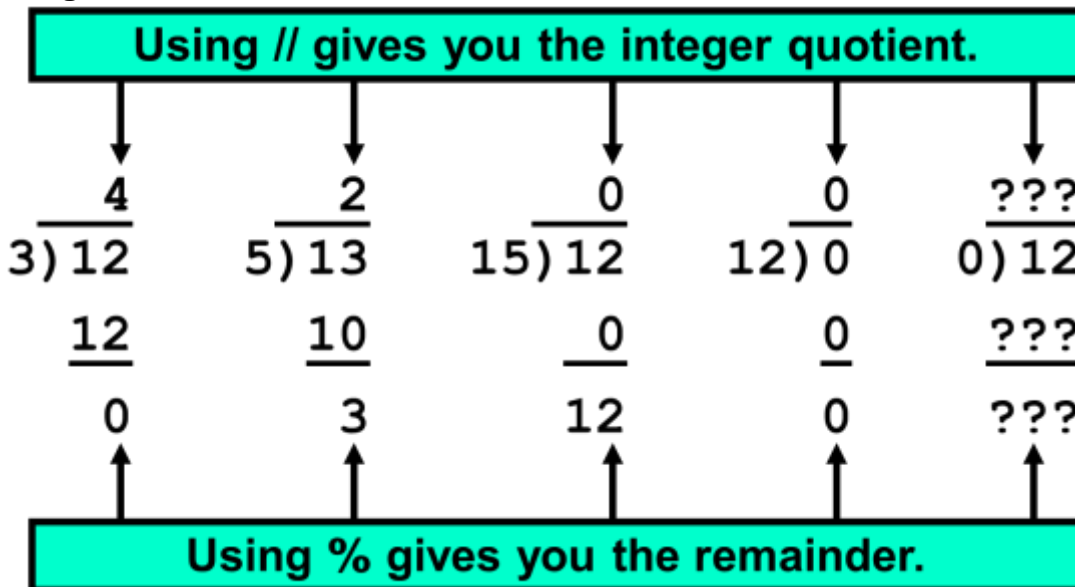 Using // gives you the integer quotient.
4 2 0 0 ???
3)12 5)13 15)12 12)0 0)12
12 10 0 0 ???
0 3 12 0 ???
Using % gives you the remainder.